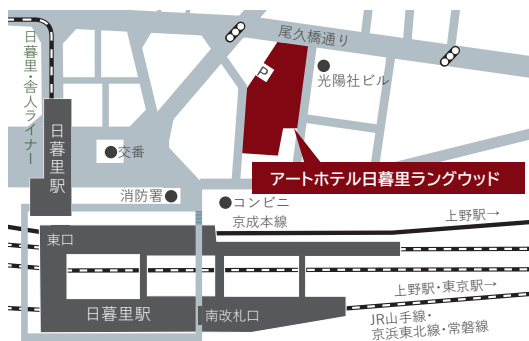 尾久橋通り
日暮里・舎人ライナー
P
光陽社ビル
日暮里駅
交番
アートホテル日暮里ラングウッド
消防署
コンビニ
京成本線
上野駅→
東口
上野駅・東京駅→
日暮里駅
南改札口
JR山手線・
京浜東北線・常磐線